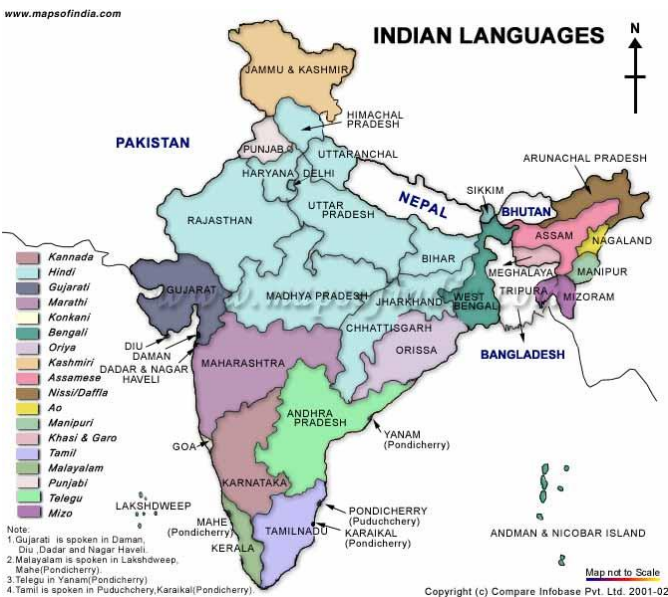 www.mapsofindia.com
INDIAN LANGUAGES
N
JAMMU & KASHMIR
HIMACHAL
PRADESH
PAKISTAN
PUNJAB
UTTARANCHAL
HARYANA
DELHI
ARUNACHAL PRADESH
SIKKIM
NEPAL
BHUTAN
UTTAR
PRADESH
RAJASTHAN
ASSAM
NAGALAND
BIHAR
MEGHALAYA
MANIPUR
Kannada
Hindi
Gujarati
Marathi
Konkani
Bengali
Oriya
Kashmiri
Assamese
Nissi/Daffla
Ao
Manipuri
Khasi & Garo
Tamil
Malayalam
Punjabi
Telegu
Mizo
GUJARAT
MADHYA PRADESH
JHARKHAND
WEST
BENGAL
TRIPURA
MIZORAM
www.mapsofindia.com
CHHATTISGARH
DIU
DAMAN
DADAR & NAGAR
HAVELI
MAHARASHTRA
ORISSA
BANGLADESH
ANDHRA
PRADESH
YANAM
(Pondicherry)
GOA
KARNATAKA
LAKSHDWEEP
MAHE
(Pondicherry)
PONDICHERRY
(Puduchchery)
KARAIKAL
(Pondicherry)
TAMILNADU
KERALA
ANDMAN & NICOBAR ISLAND
Note:
1.Gujarati is spoken in Daman,
Diu ,Dadar and Nagar Haveli.
2.Malayalam is spoken in Lakshdweep,
Mahe(Pondicherry).
3.Telegu in Yanam(Pondicherry)
4.Tamil is spoken in Puduchchery,Karaikal(Pondicherry).
Map not to Scale
Copyright (c) Compare Infobase Pvt. Ltd. 2001-02